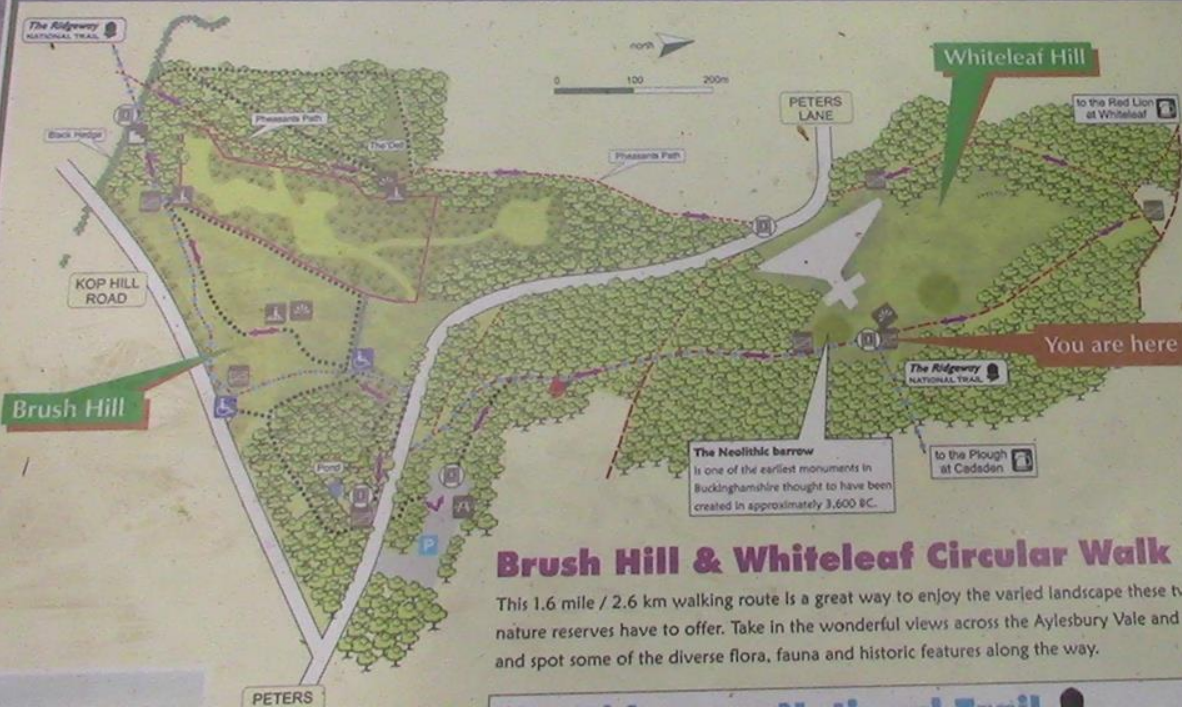 The Ridgeway
NATIONAL TRAIL
north
0 100 200m
Whiteleaf Hill
PETERS
LANE
to the Red Lion
at Whiteleaf
Pheasants Path
Black Hedge
The Dell
Pheasants Path
KOP HILL
ROAD
You are here
The Ridgeway
NATIONAL TRAIL
Brush Hill
The Neolithic barrow
is one of the earliest monuments in
Buckinghamshire thought to have been
created in approximately 3,600 BC.
to the Plough
at Cadsden
Pond
P
Brush Hill & Whiteleaf Circular Walk
This 1.6 mile / 2.6 km walking route is a great way to enjoy the varied landscape these
nature reserves have to offer. Take in the wonderful views across the Aylesbury Vale and
and spot some of the diverse flora, fauna and historic features along the way.
PETERS
National Trail